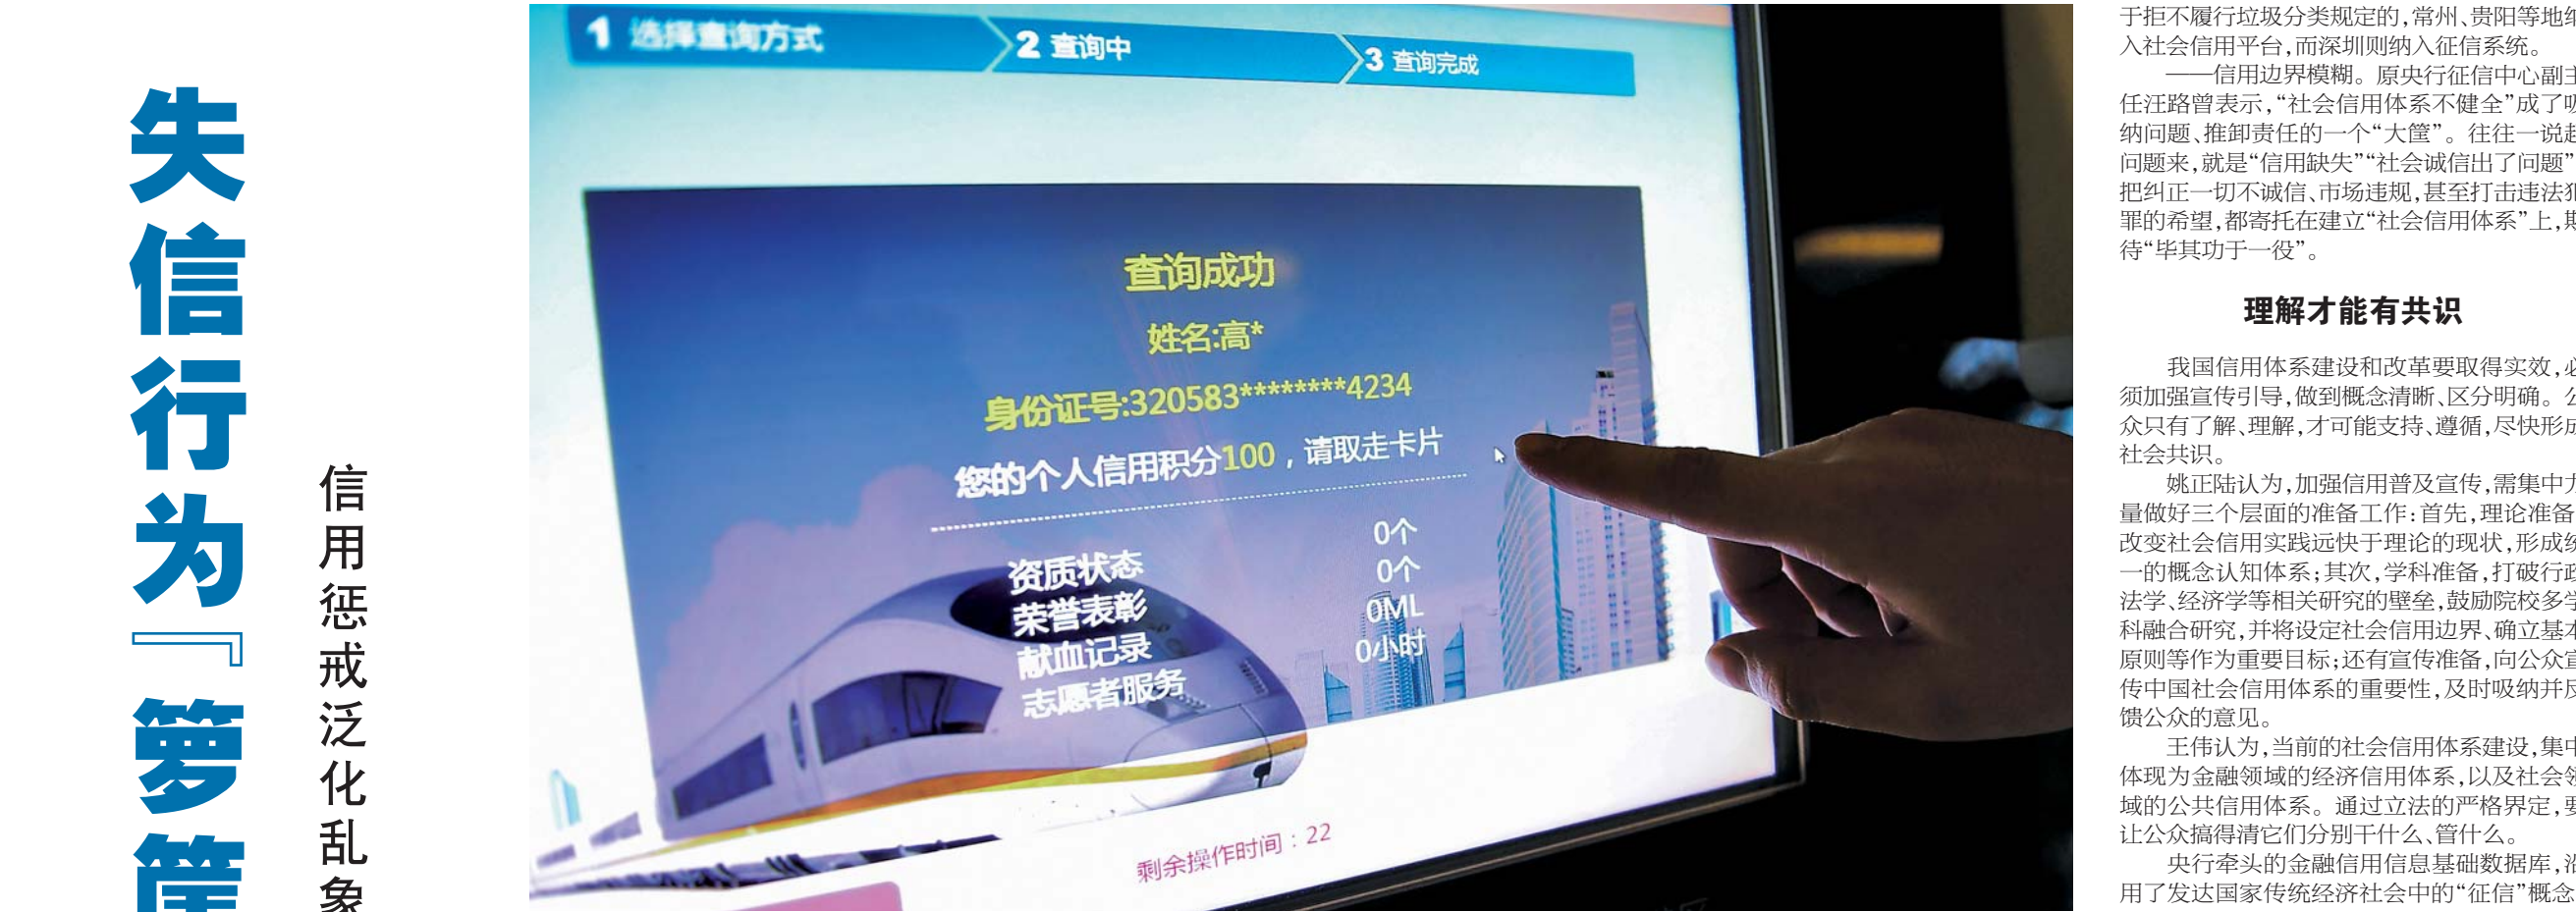 失信行为『箩筐
信用惩戒泛化乱象
1 选择查询方式
2 查询中
3 查询完成
查询成功
姓名:高*
身份证号:320583********4234
您的个人信用积分100，请取走卡片
资质状态 0个
荣誉表彰 0个
献血记录 0ML
志愿者服务 0小时
剩余操作时间：22
于拒不履行垃圾分类规定的,常州、贵阳等地纳
入社会信用平台,而深圳则纳入征信系统。
——信用边界模糊。原央行征信中心副主
任汪路曾表示,“社会信用体系不健全”成了吸
纳问题、推卸责任的一个“大筐”。往往一说起
问题来,就是“信用缺失”“社会诚信出了问题”
把纠正一切不诚信、市场违规,甚至打击违法犯
罪的希望,都寄托在建立“社会信用体系”上,期
待“毕其功于一役”。
理解才能有共识
我国信用体系建设和改革要取得实效,必
须加强宣传引导,做到概念清晰、区分明确。公
众只有了解、理解,才可能支持、遵循,尽快形成
社会共识。
姚正陆认为,加强信用普及宣传,需集中力
量做好三个层面的准备工作:首先,理论准备
改变社会信用实践远快于理论的现状,形成统
一的概念认知体系;其次,学科准备,打破行政
法学、经济学等相关研究的壁垒,鼓励院校多学
科融合研究,并将设定社会信用边界、确立基本
原则等作为重要目标;还有宣传准备,向公众宣
传中国社会信用体系的重要性,及时吸纳并反
馈公众的意见。
王伟认为,当前的社会信用体系建设,集中
体现为金融领域的经济信用体系,以及社会领
域的公共信用体系。通过立法的严格界定,要
让公众搞得清它们分别干什么、管什么。
央行牵头的金融信用信息基础数据库,沿
用了发达国家传统经济社会中的“征信”概念